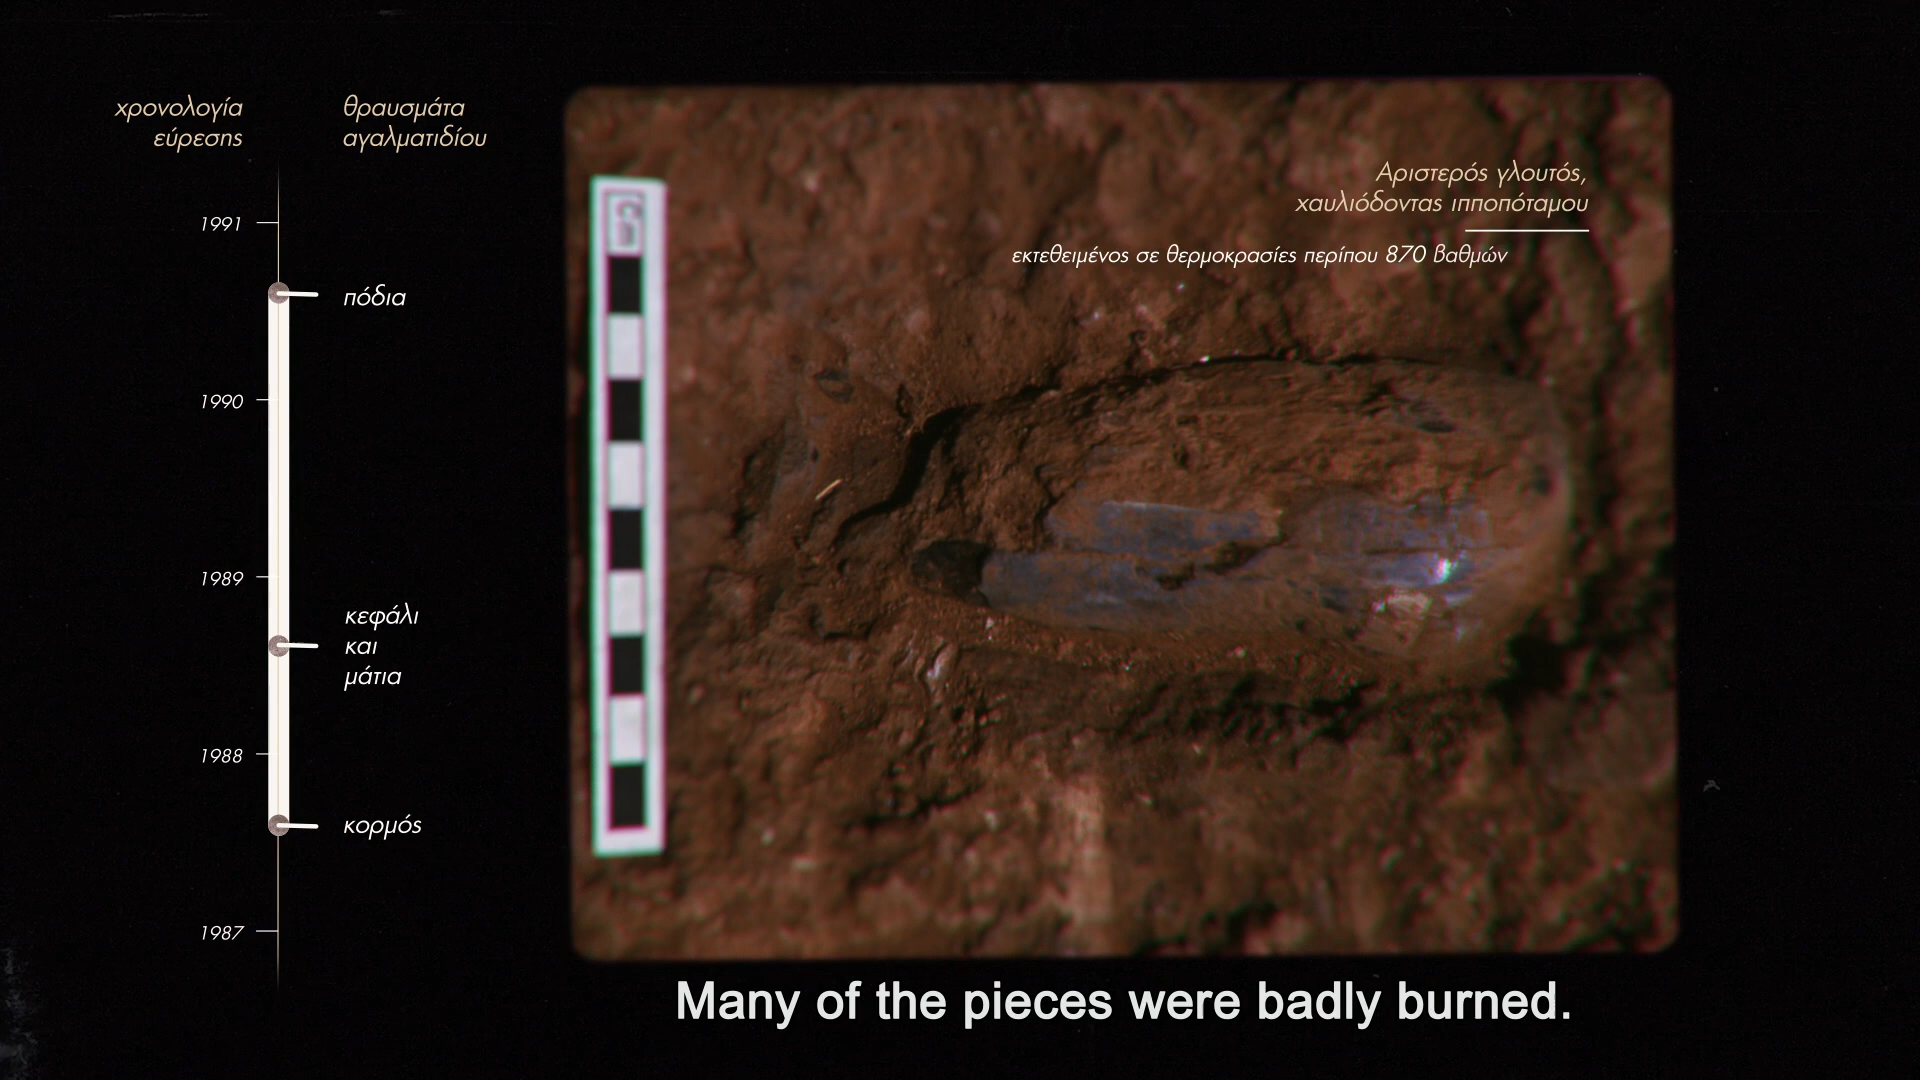 χρονολογία
εύρεσης
θραυσμάτα
αγαλματιδίου
1991
πόδια
1990
1989
κεφάλι
και
μάτια
1988
κορμός
1987
cm
Αριστερός γλουτός,
χαυλιόδοντας ιπποπόταμου
εκτεθειμένος σε θερμοκρασίες περίπου 870 βαθμών
Many of the pieces were badly burned.